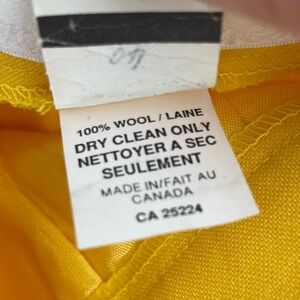 100% WOOL / LAINE
DRY CLEAN ONLY
NETTOYER A SEC
SEULEMENT
MADE IN/FAIT AU
CANADA
CA 25224